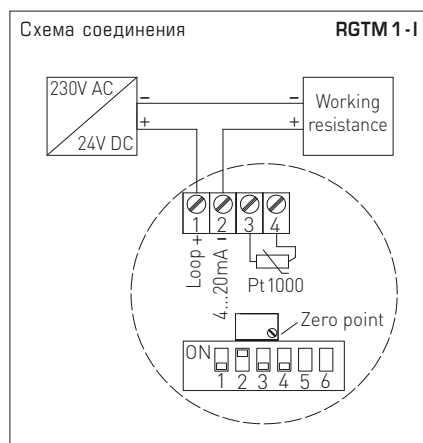 Схема соединения RGTM 1-I
230V AC
24V DC
–
+
–
+
Working
resistance
1 2 3 4
Loop +
4...20mA –
Pt1000
Zero point
ON
1 2 3 4 5 6